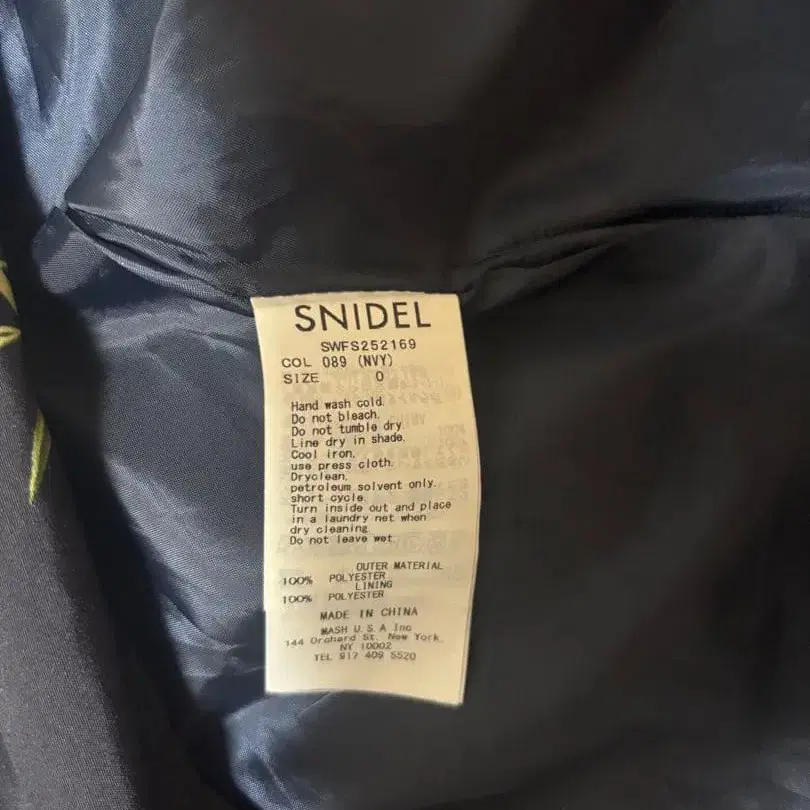 SNIDEL
SWFS252169
COL 089 (NVY)
SIZE 0
Hand wash cold.
Do not bleach.
Do not tumble dry
Line dry in shade.
Cool iron.
use press cloth.
Dryclean,
petroleum solvent only.
short cycle
Turn inside out and place
in a laundry net when
dry cleaning
Do not leave wet
OUTER MATERIAL
100% POLYESTER
LINING
100% POLYESTER
MADE IN CHINA
MASH U.S.A Inc
144 Orchard St. New York,
NY 10002
TEL 917 409 5520